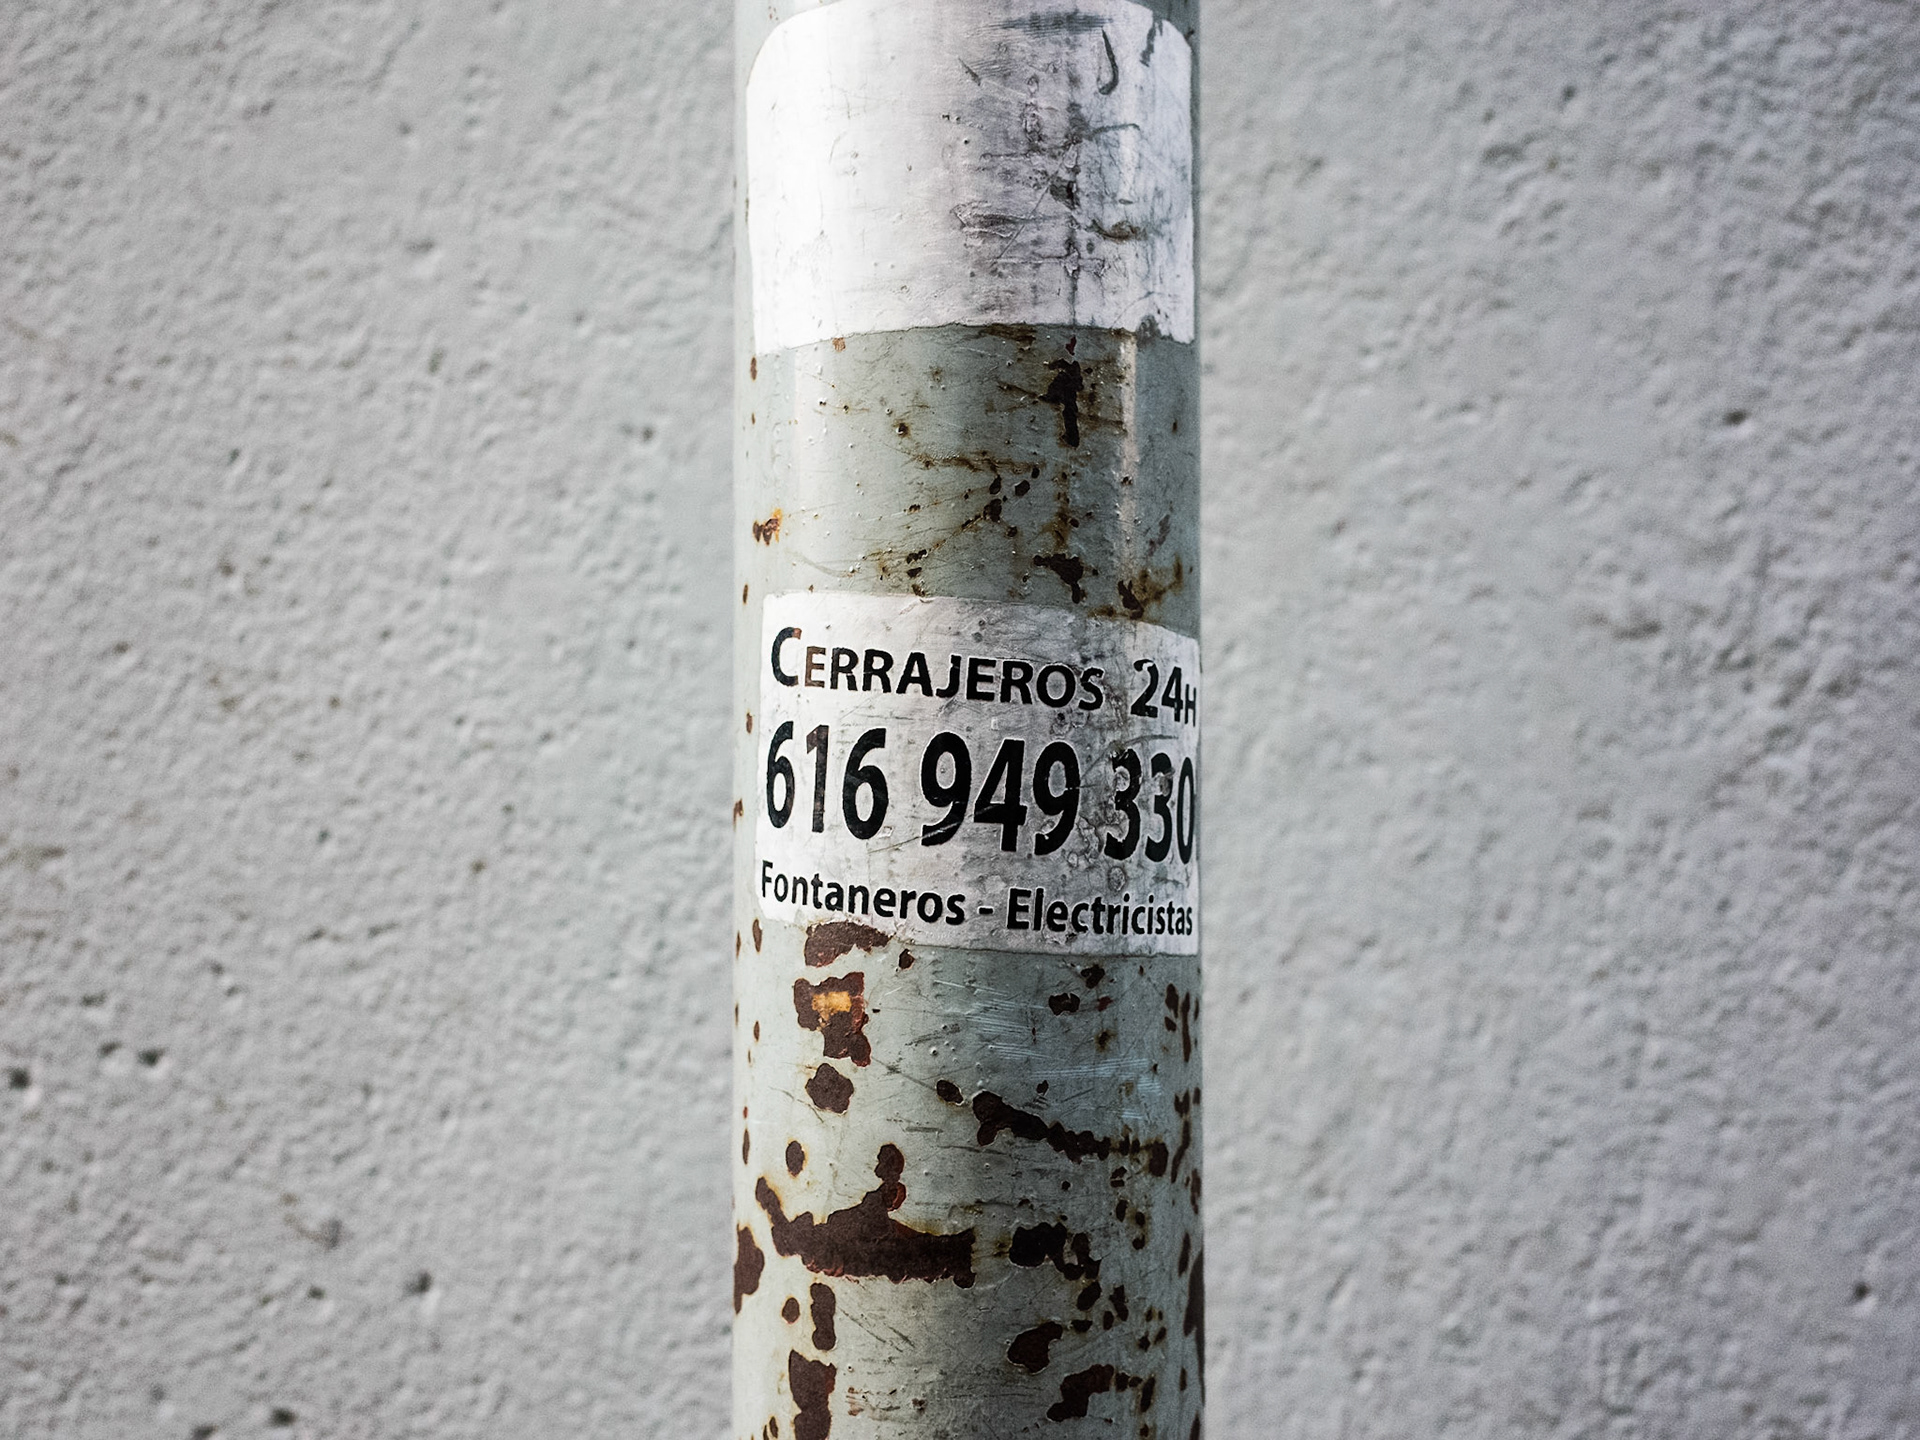 CERRAJEROS 24H
616 949 330
Fontaneros - Electricistas